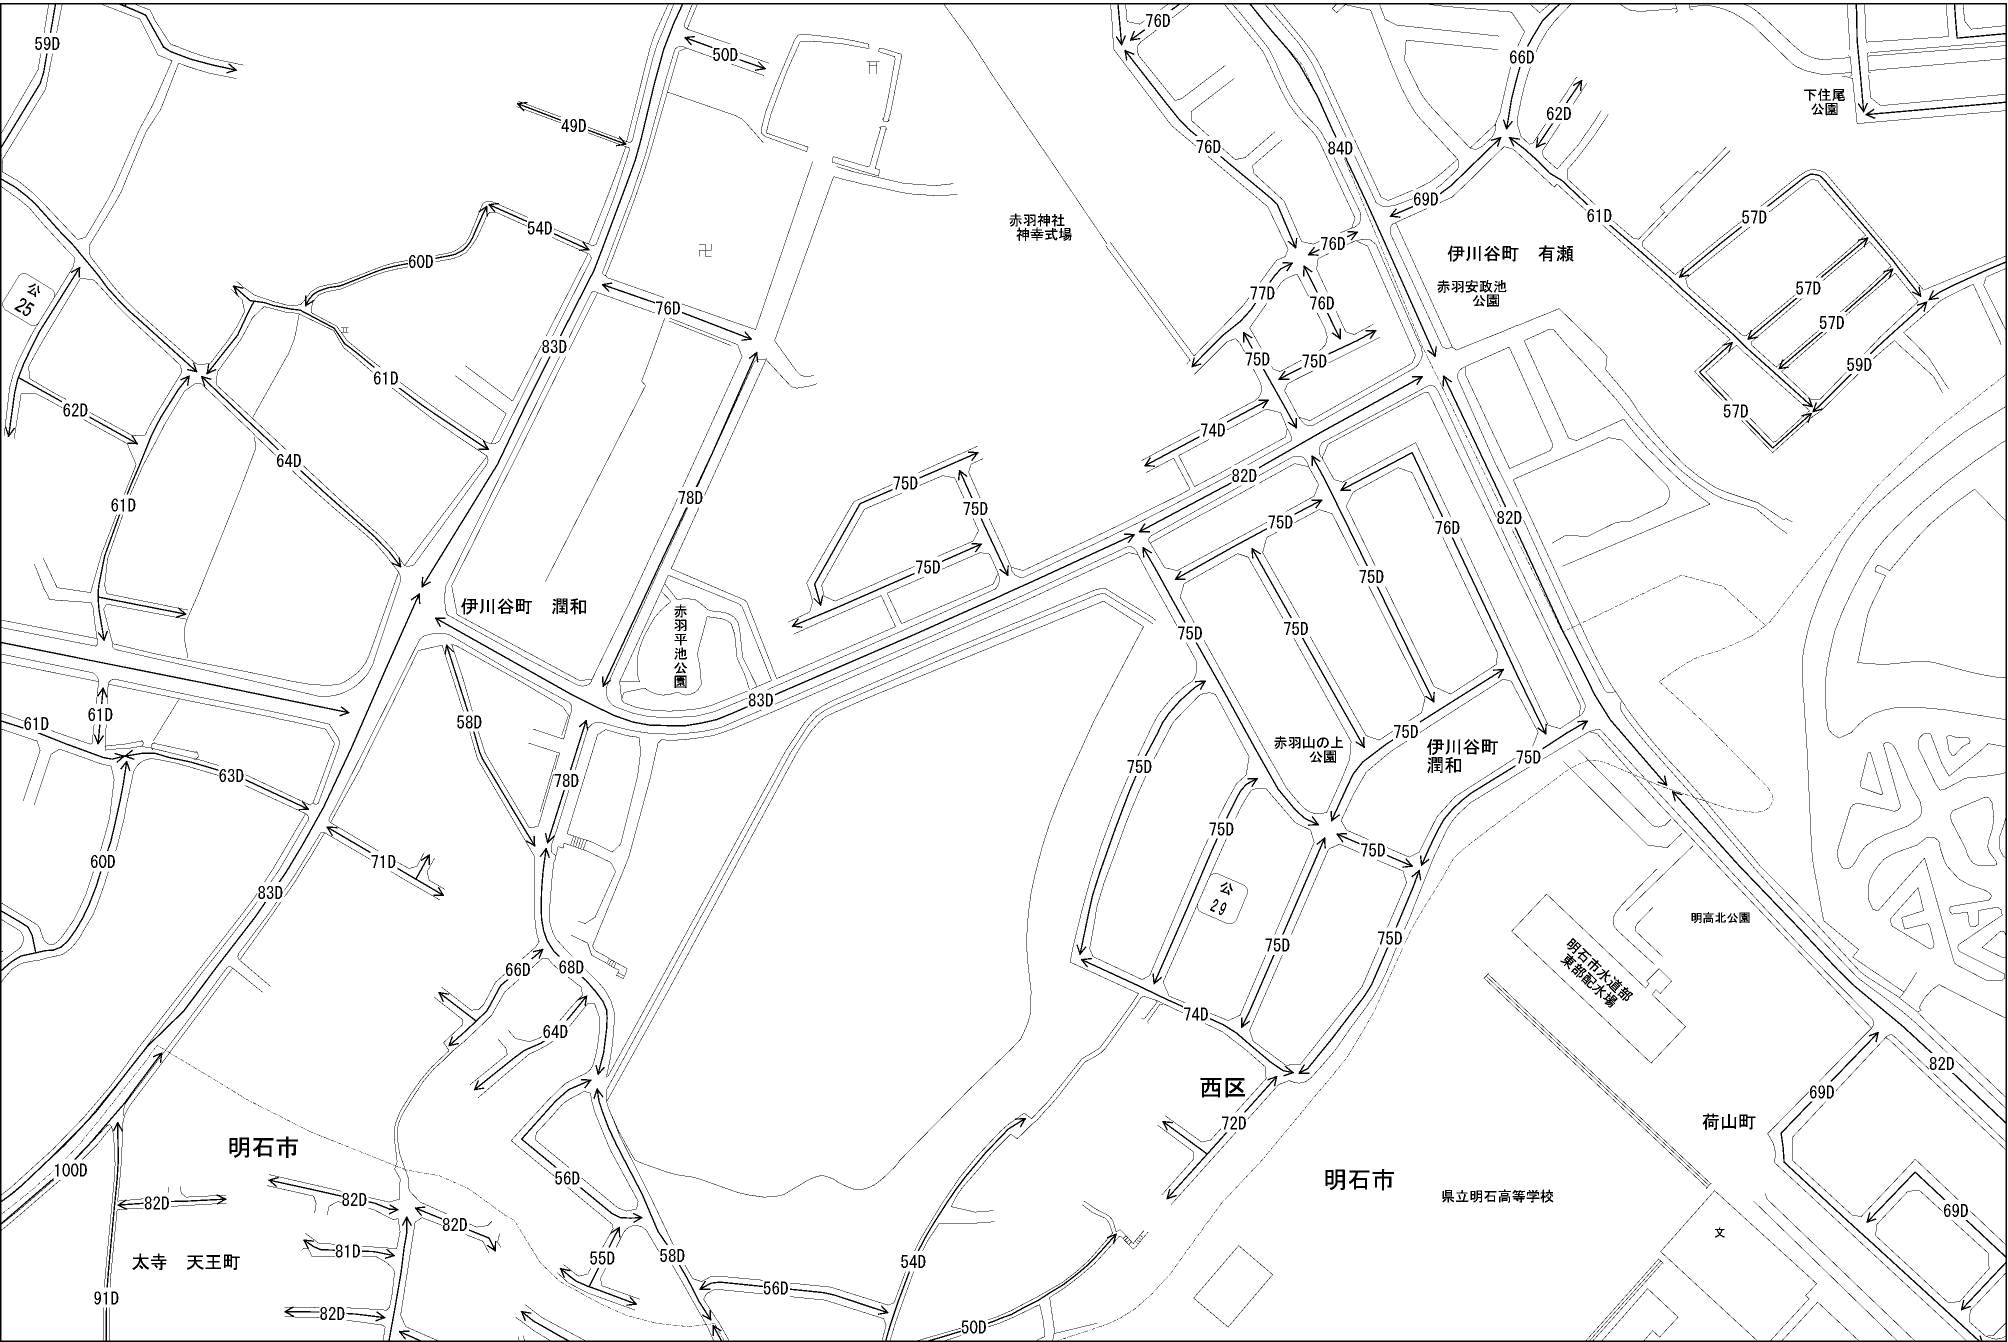 59D
50D
76D
66D
49D
62D
下住尾
公園
84D
76D
69D
54D
60D
赤羽神社
神幸式場
76D
61D
57D
伊川谷町 有瀬
赤羽安政池
公園
公
25
77D
76D
57D
76D
57D
83D
75D
75D
59D
61D
62D
57D
74D
64D
82D
75D
78D
75D
61D
82D
75D
76D
75D
75D
伊川谷町 潤和
赤羽平池公園
75D
75D
83D
61D
61D
58D
75D
赤羽山の上
公園
伊川谷町
潤和
75D
75D
63D
78D
75D
60D
71D
75D
83D
公
29
明高北公園
75D
75D
66D
68D
明石市水道部
東部配水場
64D
74D
82D
西区
69D
荷山町
72D
明石市
100D
56D
明石市
県立明石高等学校
82D
82D
82D
69D
文
81D
55D
58D
54D
太寺 天王町
56D
91D
82D
50D